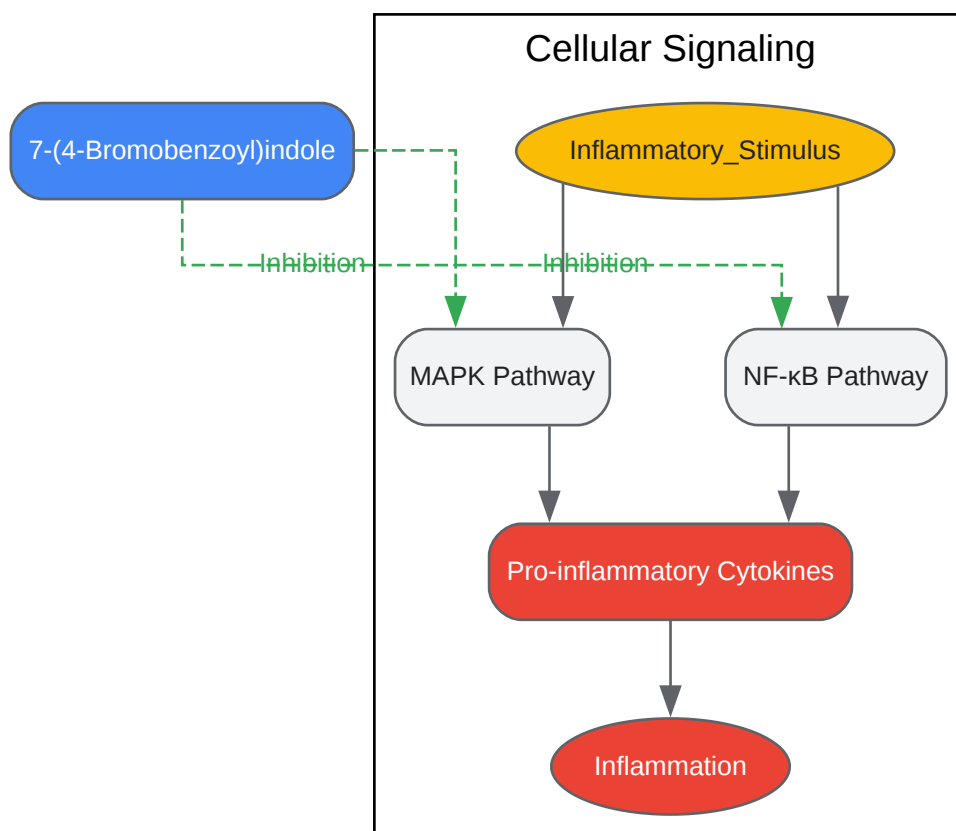 Cellular Signaling
7-(4-Bromobenzoyl)indole
Inflammatory_Stimulus
Inhibition
Inhibition
MAPK Pathway
NF-κB Pathway
Pro-inflammatory Cytokines
Inflammation